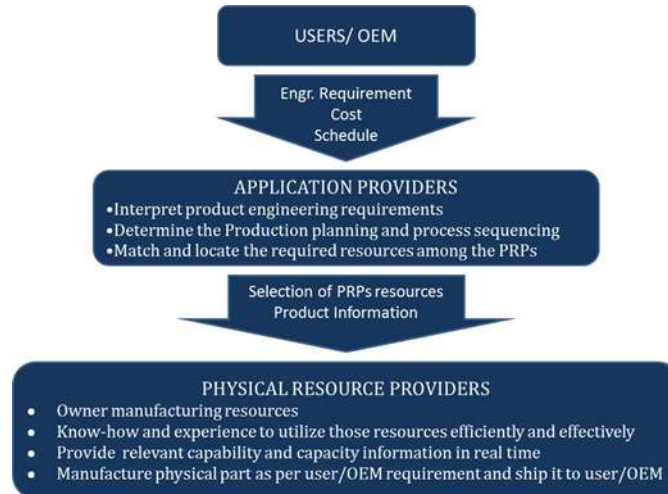 USERS/ OEM
Engr. Requirement
Cost
Schedule
APPLICATION PROVIDERS
•Interpret product engineering requirements
•Determine the Production planning and process sequencing
•Match and locate the required resources among the PRPs
Selection of PRPs resources
Product Information
PHYSICAL RESOURCE PROVIDERS
• Owner manufacturing resources
• Know-how and experience to utilize those resources efficiently and effectively
• Provide relevant capability and capacity information in real time
• Manufacture physical part as per user/OEM requirement and ship it to user/OEM